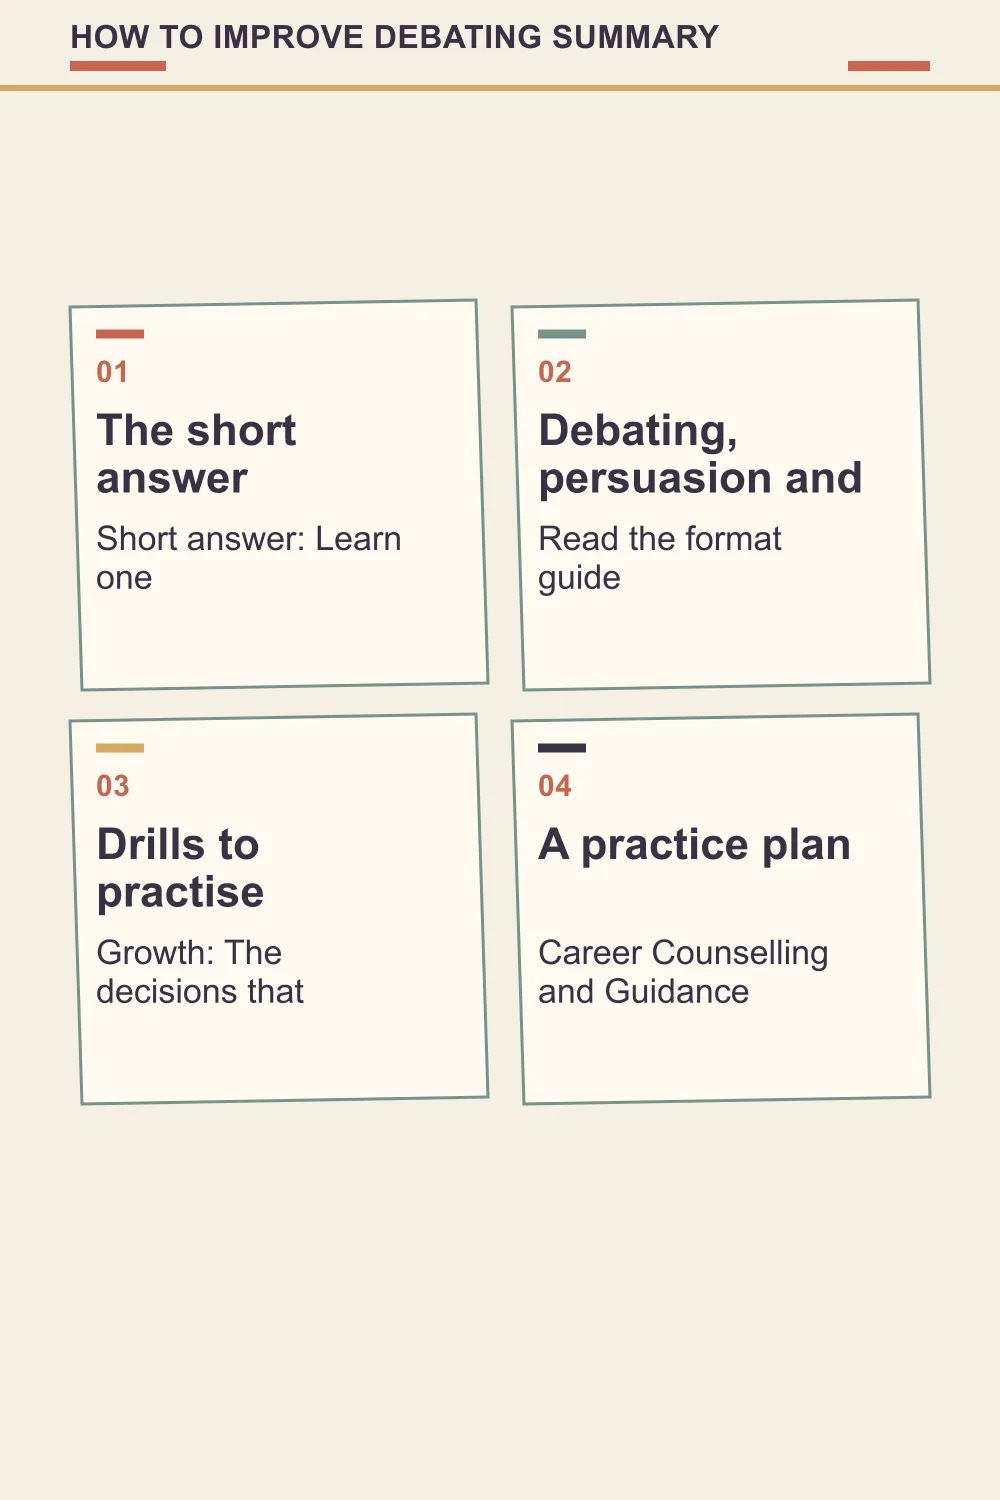 HOW TO IMPROVE DEBATING SUMMARY
01
The short
answer
Short answer: Learn
one
02
Debating,
persuasion and
Read the format
guide
03
Drills to
practise
Growth: The
decisions that
04
A practice plan
Career Counselling
and Guidance